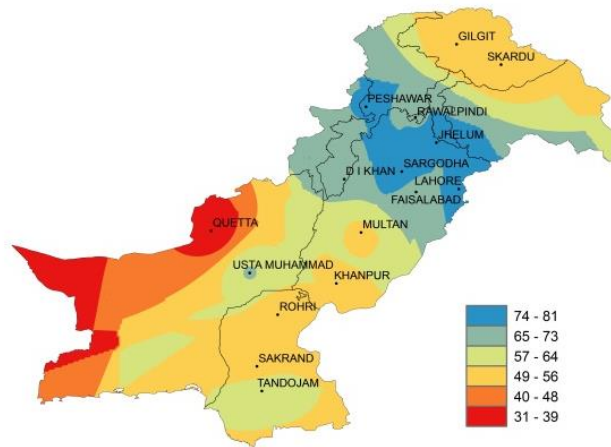 GILGIT
SKARDU
PESHAWAR
RAWALPINDI
JHELUM
SARGODHA
D I KHAN
LAHORE
FAISALABAD
MULTAN
QUETTA
USTA MUHAMMAD
KHANPUR
ROHRI
SAKRAND
TANDOJAM
74 - 81
65 - 73
57 - 64
49 - 56
40 - 48
31 - 39